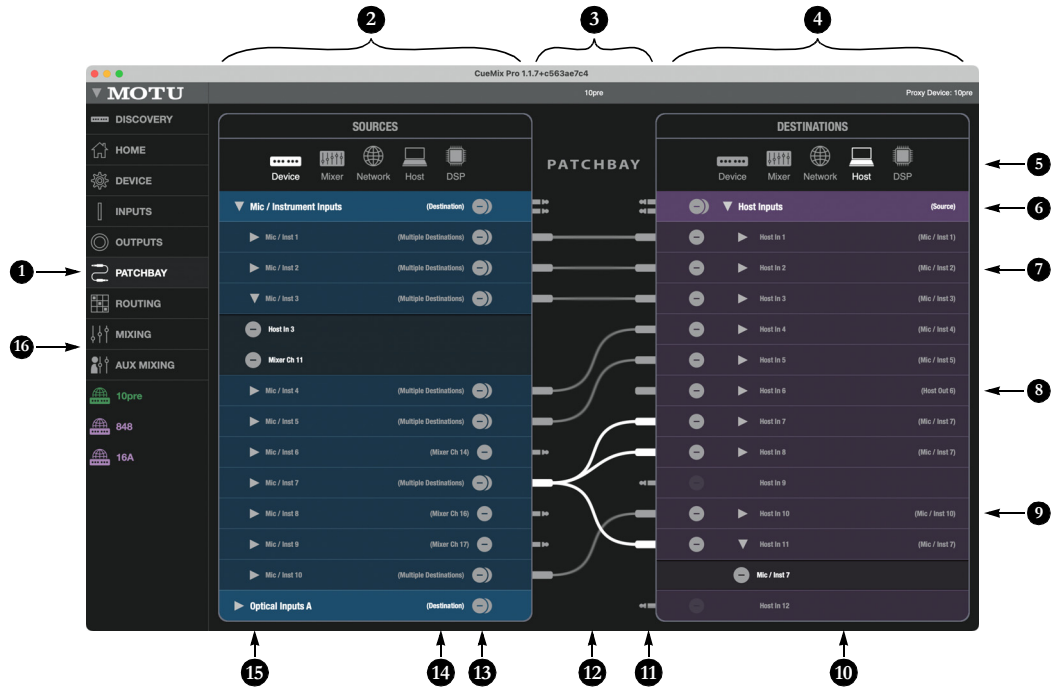 2
3
4
CueMix Pro 1.1.7+c563ae7c4
MOTU
10pre
Proxy Device: 10pre
DISCOVERY
HOME
DEVICE
INPUTS
OUTPUTS
1
PATCHBAY
ROUTING
16
MIXING
AUX MIXING
10pre
848
16A
SOURCES
Device
Mixer
Network
Host
DSP
Mic / Instrument Inputs (Destination)
Mic / Inst 1 (Multiple Destinations)
Mic / Inst 2 (Multiple Destinations)
Mic / Inst 3 (Multiple Destinations)
Host In 3
Mixer Ch 11
Mic / Inst 4 (Multiple Destinations)
Mic / Inst 5 (Multiple Destinations)
Mic / Inst 6 (Mixer Ch 14)
Mic / Inst 7 (Multiple Destinations)
Mic / Inst 8 (Mixer Ch 16)
Mic / Inst 9 (Mixer Ch 17)
Mic / Inst 10 (Multiple Destinations)
Optical Inputs A (Destination)
PATCHBAY
DESTINATIONS
Device
Mixer
Network
Host
DSP
5
Host Inputs (Source)
6
Host In 1 (Mic / Inst 1)
Host In 2 (Mic / Inst 2)
7
Host In 3 (Mic / Inst 3)
Host In 4 (Mic / Inst 4)
Host In 5 (Mic / Inst 5)
Host In 6 (Host Out 6)
8
Host In 7 (Mic / Inst 7)
Host In 8 (Mic / Inst 7)
Host In 9
Host In 10 (Mic / Inst 10)
9
Host In 11 (Mic / Inst 7)
Mic / Inst 7
Host In 12
15
14
13
12
11
10